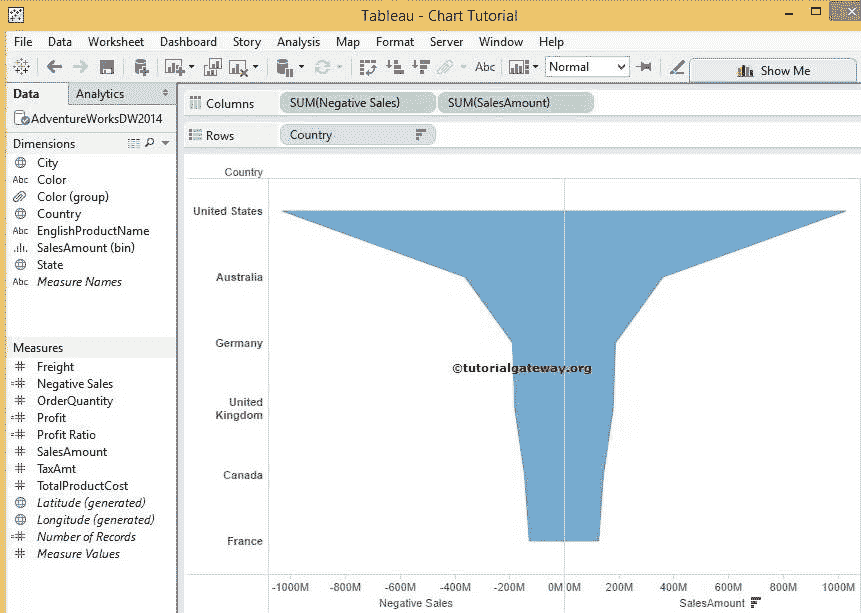 Tableau - Chart Tutorial
File Data Worksheet Dashboard Story Analysis Map Format Server Window Help
Abc Normal Show Me
Data Analytics
AdventureWorksDW2014
Dimensions
City
Abc Color
Color (group)
Country
Abc EnglishProductName
SalesAmount (bin)
State
Abc Measure Names
Measures
Freight
Negative Sales
OrderQuantity
Profit
Profit Ratio
SalesAmount
TaxAmt
TotalProductCost
Latitude (generated)
Longitude (generated)
Number of Records
Measure Values
Columns SUM(Negative Sales) SUM(SalesAmount)
Rows Country
Country
United States
Australia
Germany
©tutorialgateway.org
United
Kingdom
Canada
France
-1000M -800M -600M -400M -200M 0M 0M 200M 400M 600M 800M 1000M
Negative Sales SalesAmount